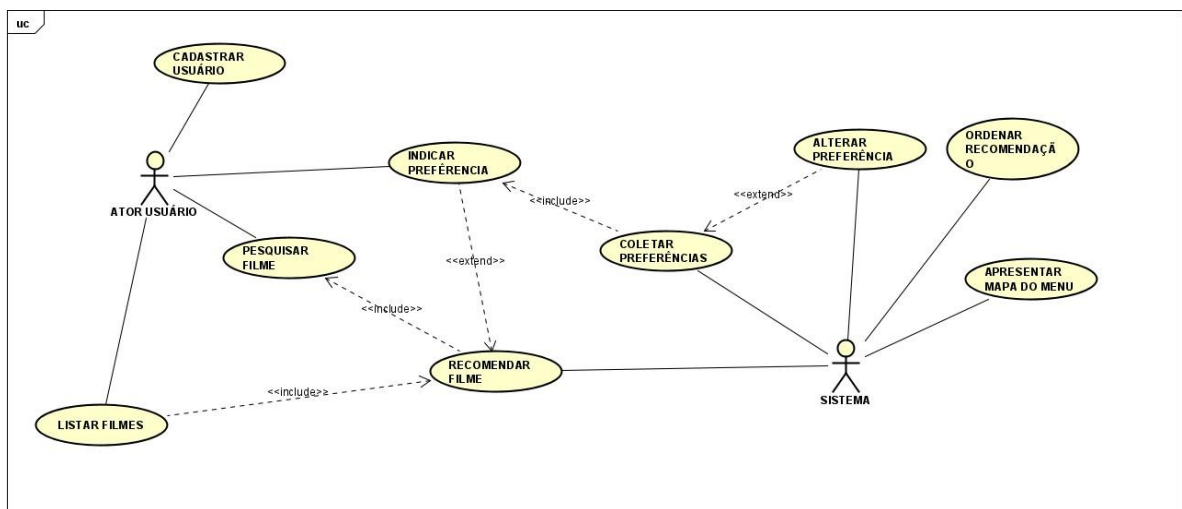 uc
CADASTRAR
USUÁRIO
INDICAR
PREFÊRENCIA
ALTERAR
PREFERÊNCIA
ORDENAR
RECOMENDAÇÃ
O
ATOR USUÁRIO
<<include>>
<<extend>>
PESQUISAR
FILME
COLETAR
PREFERÊNCIAS
<<extend>>
APRESENTAR
MAPA DO MENU
<<include>>
RECOMENDAR
FILME
<<include>>
SISTEMA
LISTAR FILMES